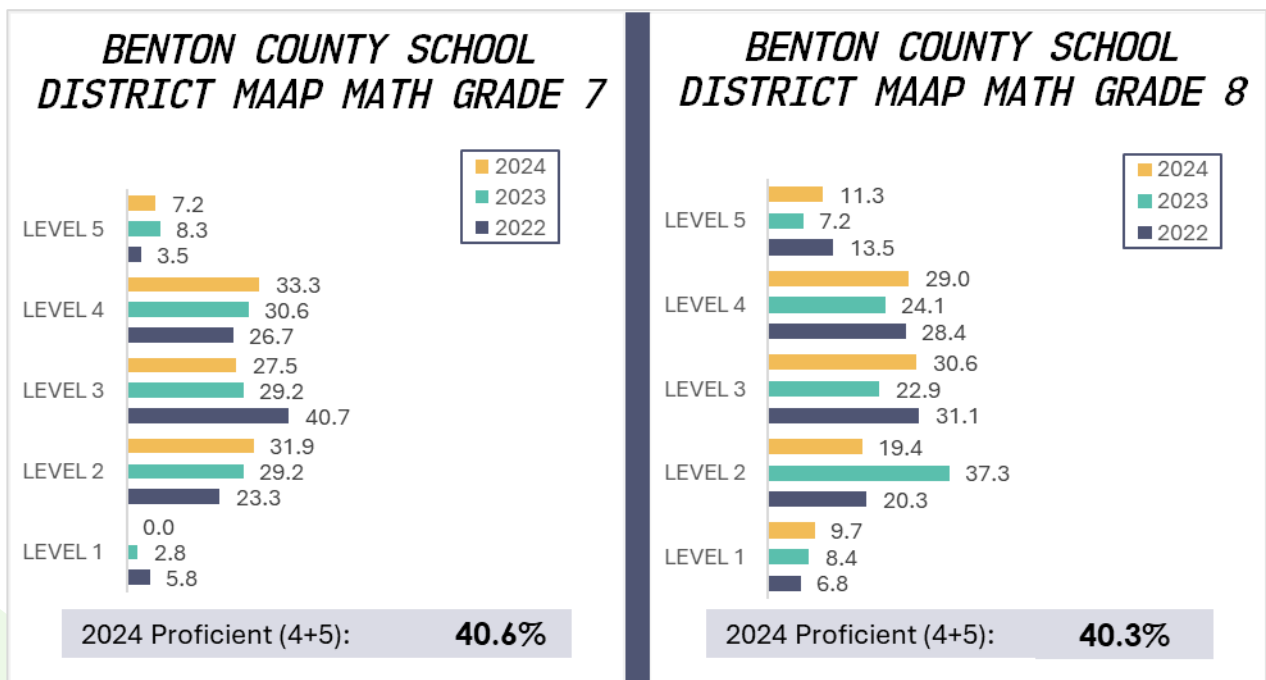 BENTON COUNTY SCHOOL
DISTRICT MAAP MATH GRADE 7
2024
2023
2022
LEVEL 5
7.2
8.3
3.5
LEVEL 4
33.3
30.6
26.7
LEVEL 3
27.5
29.2
40.7
LEVEL 2
31.9
29.2
23.3
LEVEL 1
0.0
2.8
5.8
2024 Proficient (4+5): 40.6%
BENTON COUNTY SCHOOL
DISTRICT MAAP MATH GRADE 8
2024
2023
2022
LEVEL 5
11.3
7.2
13.5
LEVEL 4
29.0
24.1
28.4
LEVEL 3
30.6
22.9
31.1
LEVEL 2
19.4
37.3
20.3
LEVEL 1
9.7
8.4
6.8
2024 Proficient (4+5): 40.3%